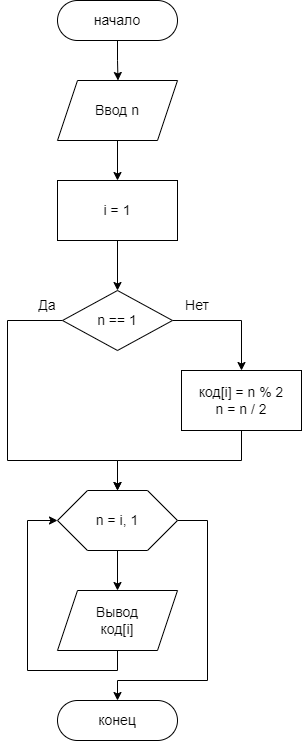 начало
Ввод n
i = 1
Да
n == 1
Нет
код[i] = n % 2
n = n / 2
n = i, 1
Вывод
код[i]
конец